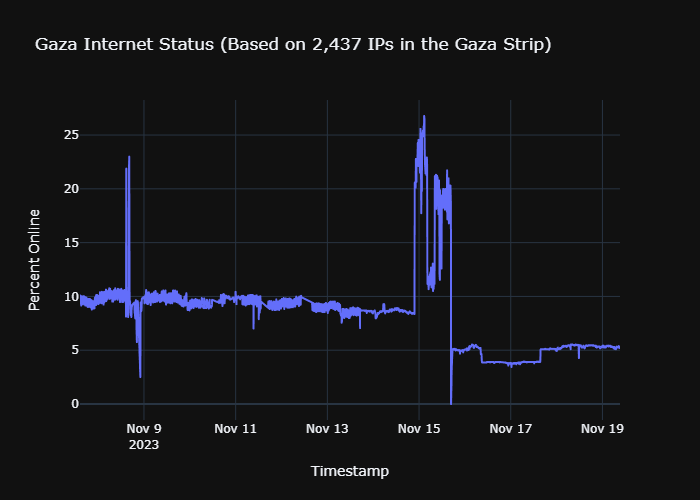 Gaza Internet Status (Based on 2,437 IPs in the Gaza Strip)
Percent Online
25
20
15
10
5
0
Nov 9
2023
Nov 11
Nov 13
Nov 15
Nov 17
Nov 19
Timestamp